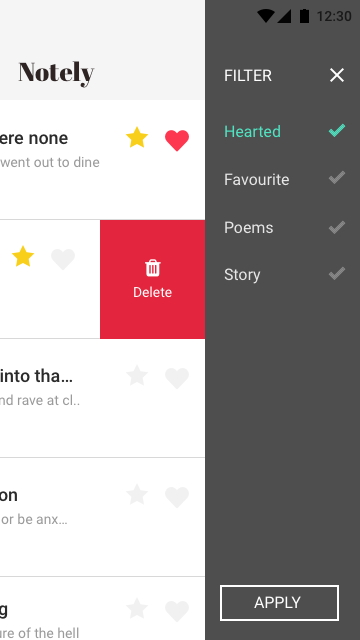 12:30
Notely
FILTER
ere none
went out to dine
Hearted
Favourite
Poems
Story
Delete
into tha...
nd rave at cl..
on
or be anx...
g
ure of the hell
APPLY